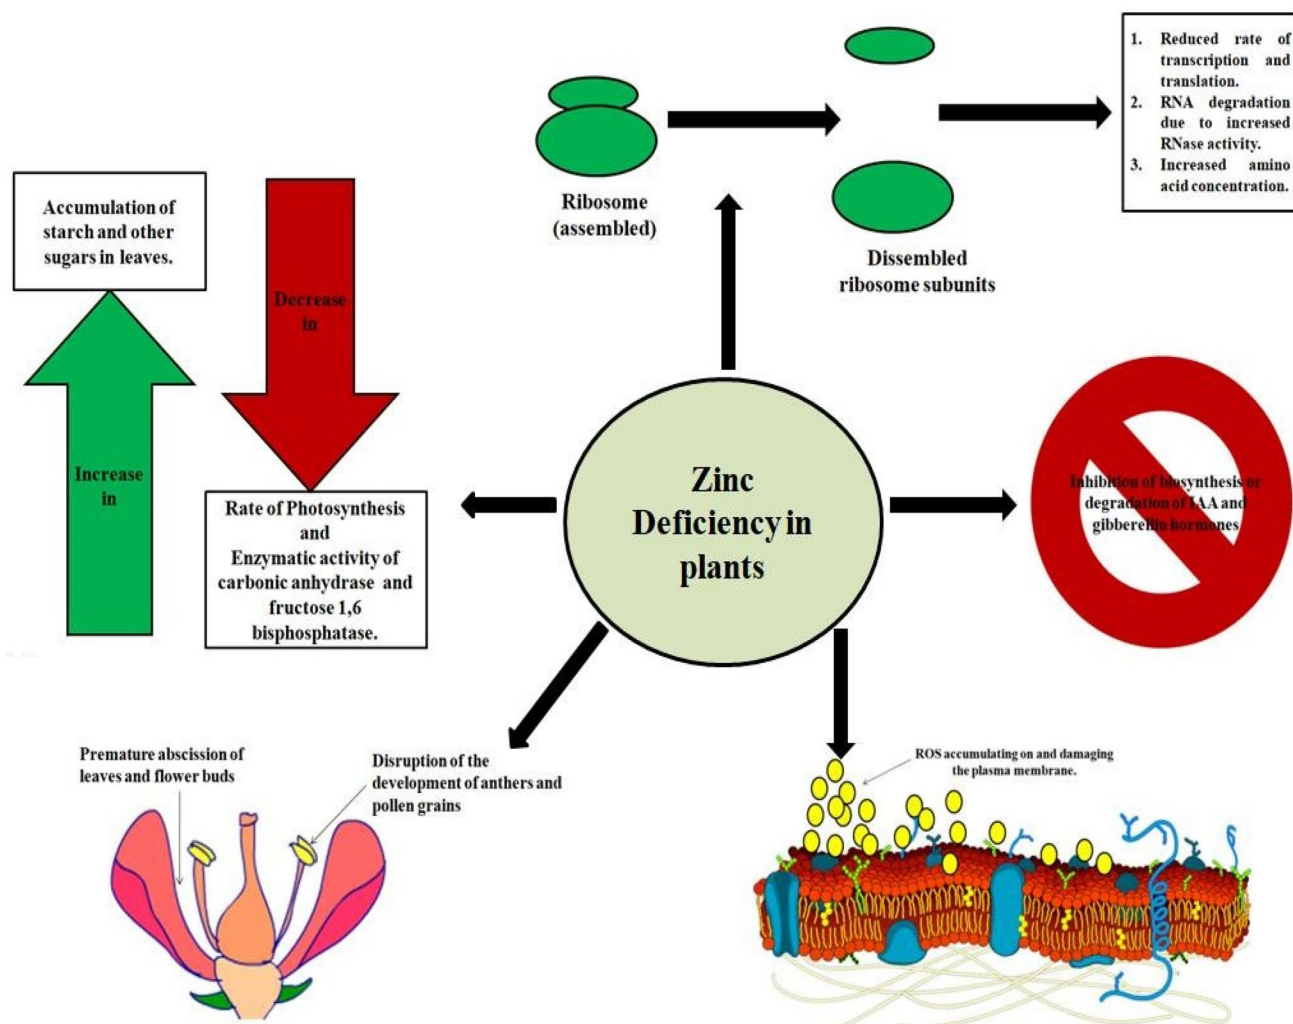 1. Reduced rate of
transcription and
translation.
2. RNA degradation
due to increased
RNase activity.
3. Increased amino
acid concentration.
Ribosome
(assembled)
Dissembled
ribosome subunits
Accumulation of
starch and other
sugars in leaves.
Decrease
in
Increase
in
Rate of Photosynthesis
and
Enzymatic activity of
carbonic anhydrase and
fructose 1,6
bisphosphatase.
Zinc
Deficiency in
plants
Inhibition of biosynthesis or
degradation of IAA and
gibberellin hormones
Premature abscission of
leaves and flower buds
Disruption of the
development of anthers and
pollen grains
ROS accumulating on and damaging
the plasma membrane.